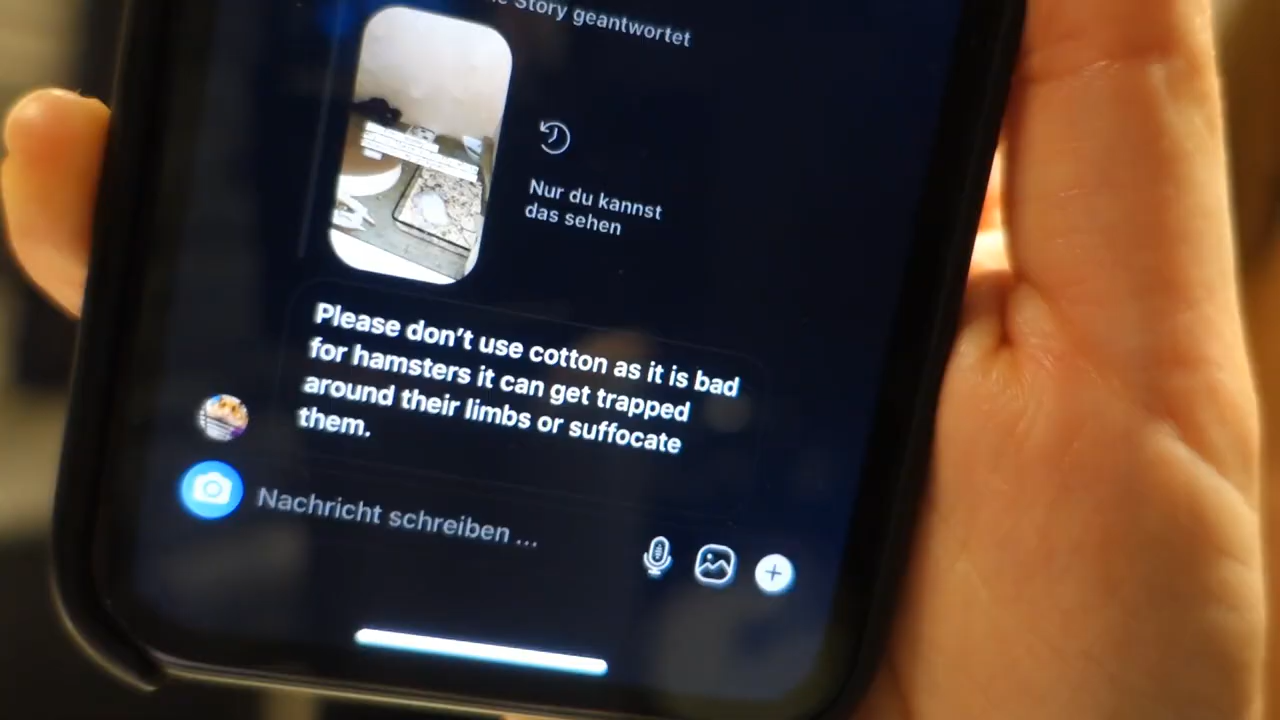 Story geantwortet
Nur du kannst
das sehen
Please don't use cotton as it is bad
for hamsters it can get trapped
around their limbs or suffocate
them.
Nachricht schreiben ...